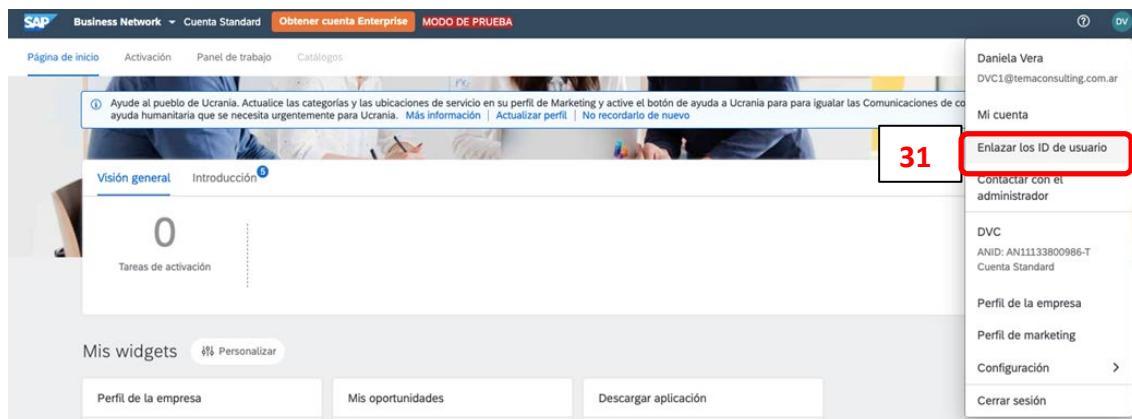 SAP Business Network Cuenta Standard Obtener cuenta Enterprise MODO DE PRUEBA DV
Página de inicio Activación Panel de trabajo Catálogos
Ayude al pueblo de Ucrania. Actualice las categorías y las ubicaciones de servicio en su perfil de Marketing y active el botón de ayuda a Ucrania para para igualar las Comunicaciones de co
ayuda humanitaria que se necesita urgentemente para Ucrania. Más información | Actualizar perfil | No recordarlo de nuevo
Visión general Introducción 5
0
Tareas de activación
Mis widgets Personalizar
Perfil de la empresa Mis oportunidades Descargar aplicación
31
Daniela Vera
DVC1@temaconsulting.com.ar
Mi cuenta
Enlazar los ID de usuario
Contactar con el
administrador
DVC
ANID: AN11133800986-T
Cuenta Standard
Perfil de la empresa
Perfil de marketing
Configuración
Cerrar sesión